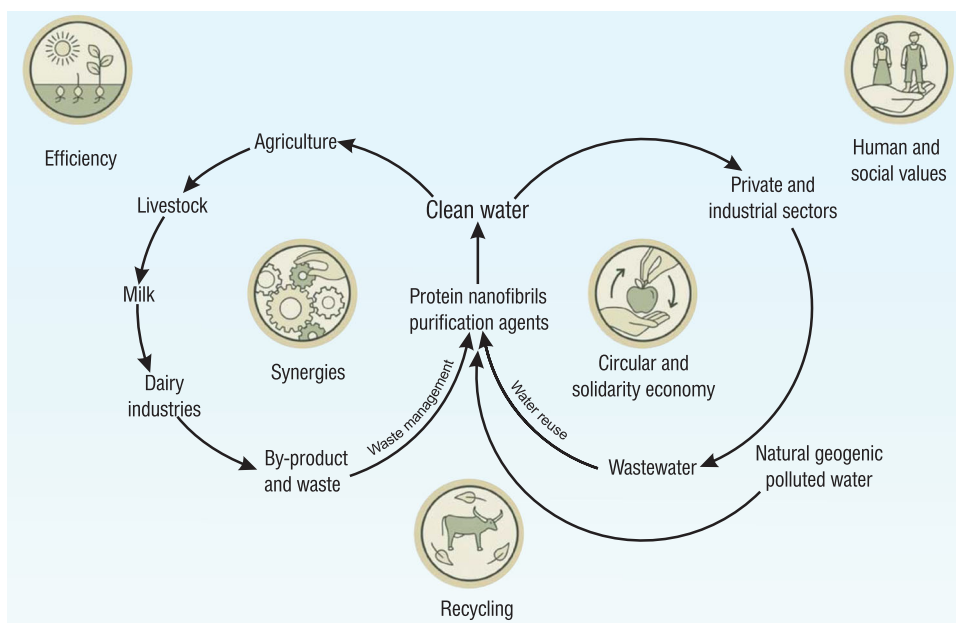 Efficiency
Human and
social values
Agriculture
Livestock
Clean water
Private and
industrial sectors
Milk
Protein nanofibrils
purification agents
Synergies
Circular and
solidarity economy
Dairy
industries
Waste management
Water reuse
By-product
and waste
Wastewater
Natural geogenic
polluted water
Recycling